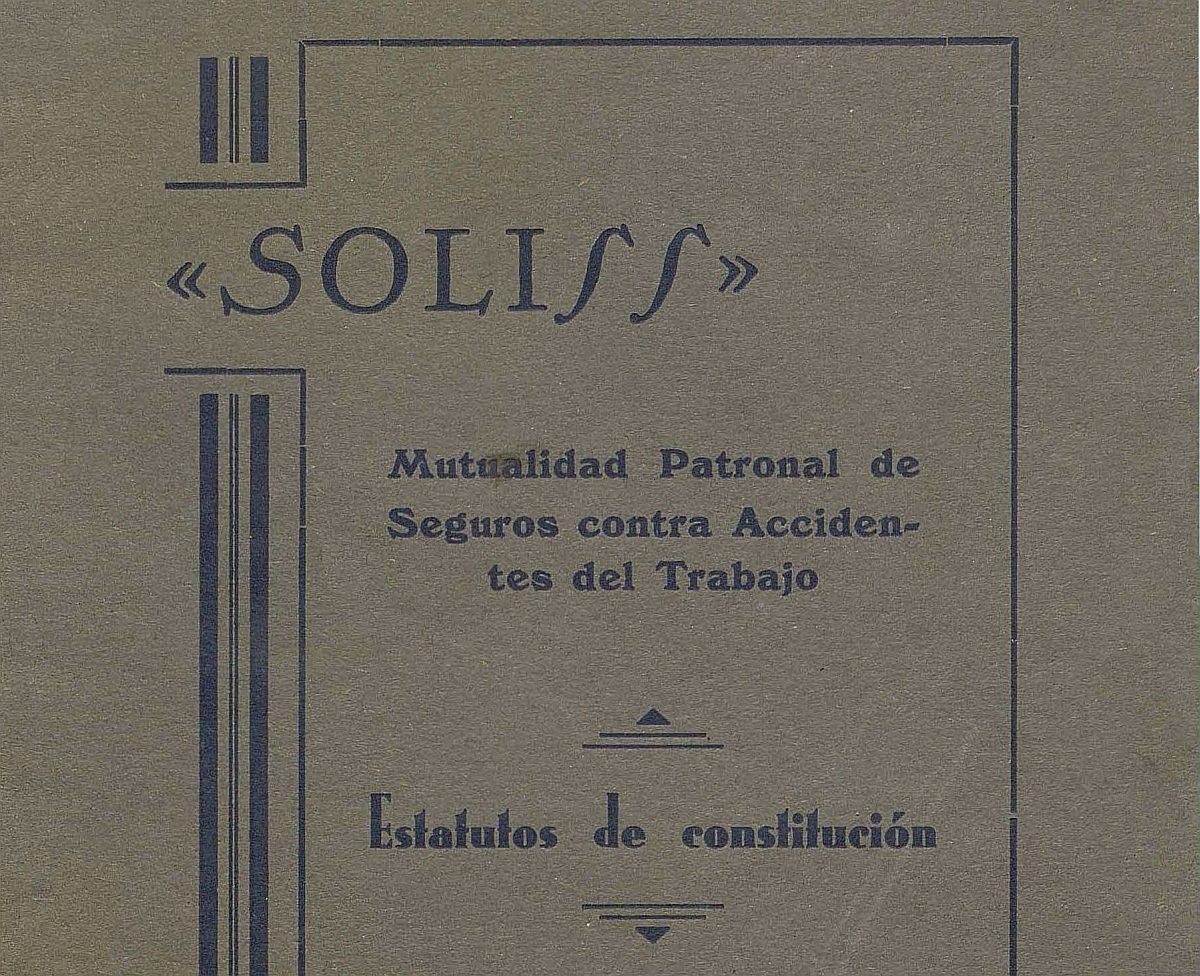 «SOLISS»
Mutualidad Patronal de
Seguros contra Acciden-
tes del Trabajo
Estatutos de constitución